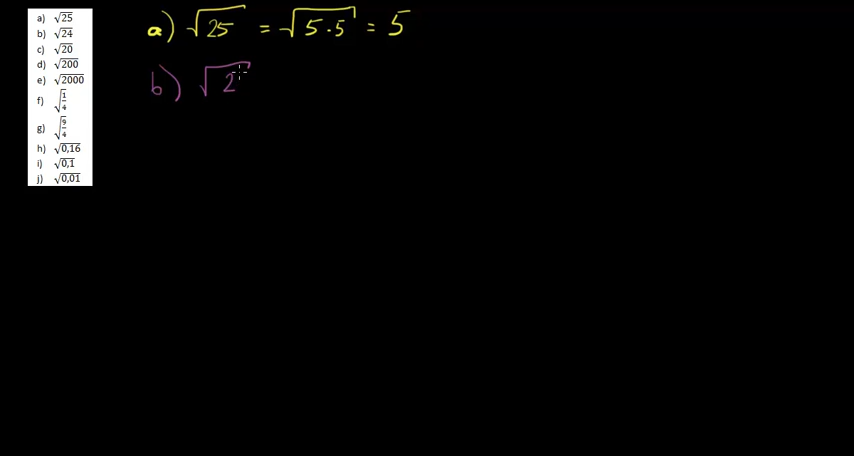 a) √25
b) √24
c) √20
d) √200
e) √2000
f) √(1/4)
g) √(9/4)
h) √0,16
i) √0,1
j) √0,01
a) √25 = √5·5 = 5
b) √2